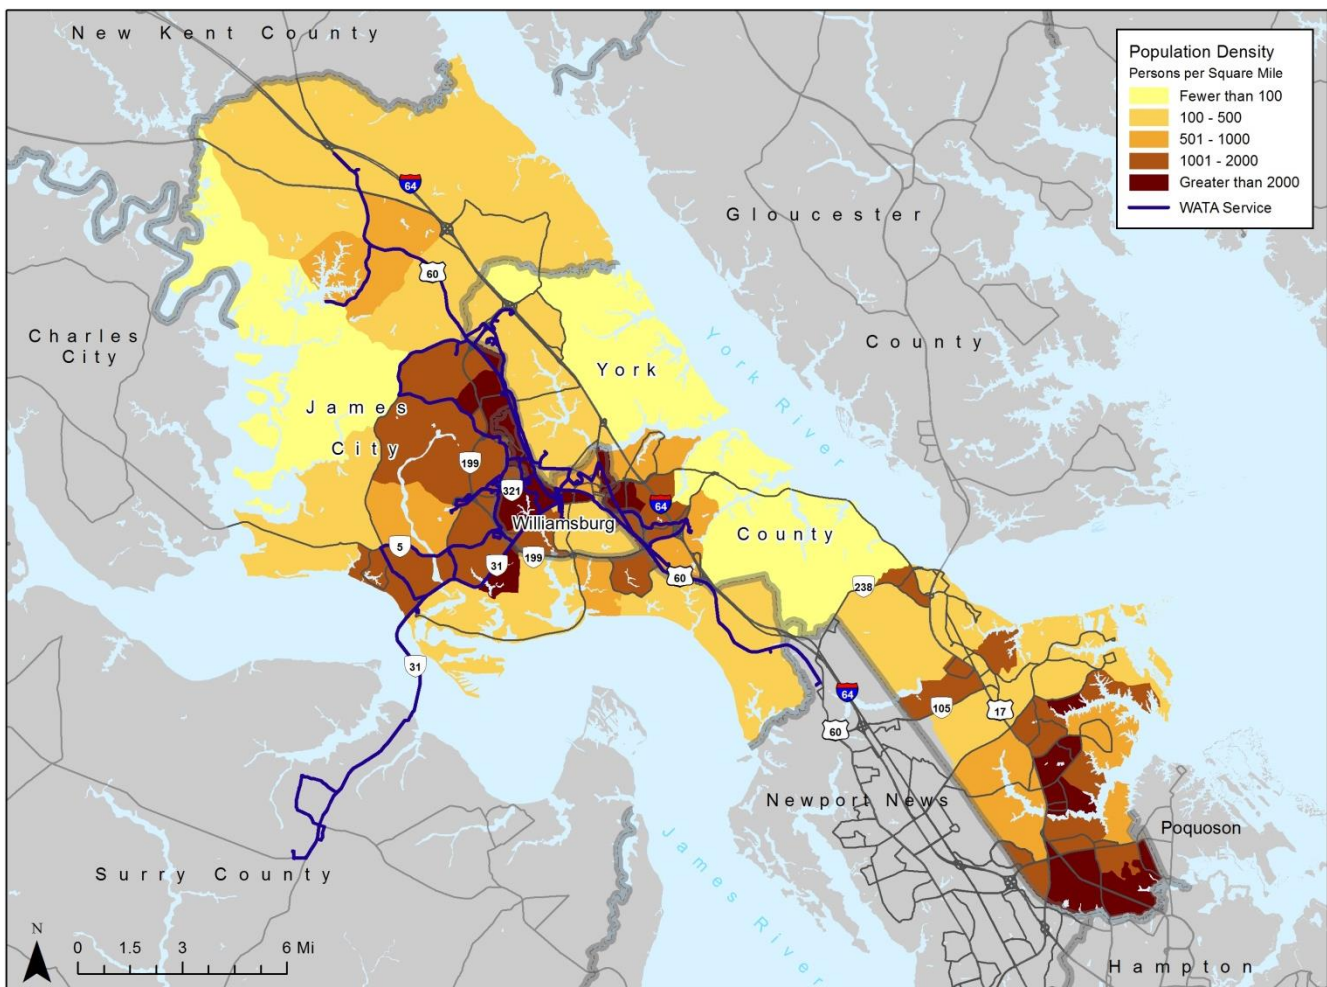 New Kent County
Population Density
Persons per Square Mile
Fewer than 100
100 - 500
501 - 1000
1001 - 2000
Greater than 2000
WATA Service
64
Gloucester
60
Charles
City
County
York River
York
James
City
199
321
64
Williamsburg
County
5
31
199
60
238
31
64
105
17
60
Newport News
Poquoson
James River
Surry County
N
0 1.5 3 6 Mi
Hampton